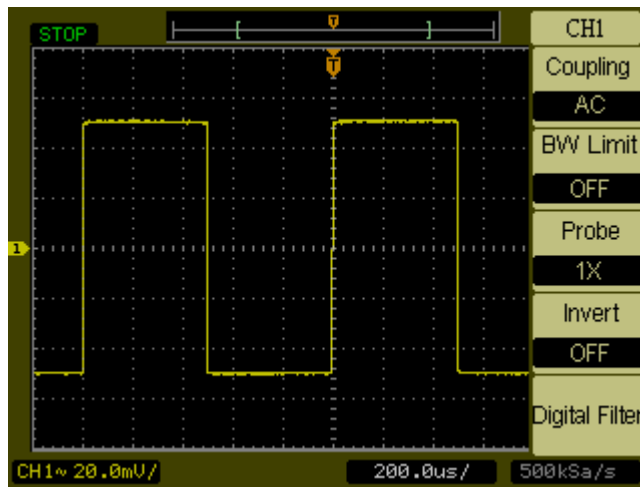 STOP
T
T
1
CH1
Coupling
AC
BW Limit
OFF
Probe
1X
Invert
OFF
Digital Filter
CH1~ 20.0mV/
200.0us/
500kSa/s